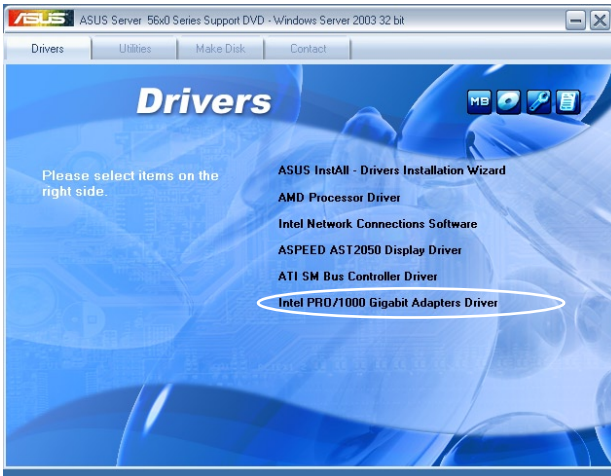 ASUS ASUS Server 56x0 Series Support DVD - Windows Server 2003 32 bit
Drivers Utilities Make Disk Contact
Drivers
MB
Please select items on the
right side.
ASUS InstAll - Drivers Installation Wizard
AMD Processor Driver
Intel Network Connections Software
ASPEED AST2050 Display Driver
ATI SM Bus Controller Driver
Intel PRO/1000 Gigabit Adapters Driver